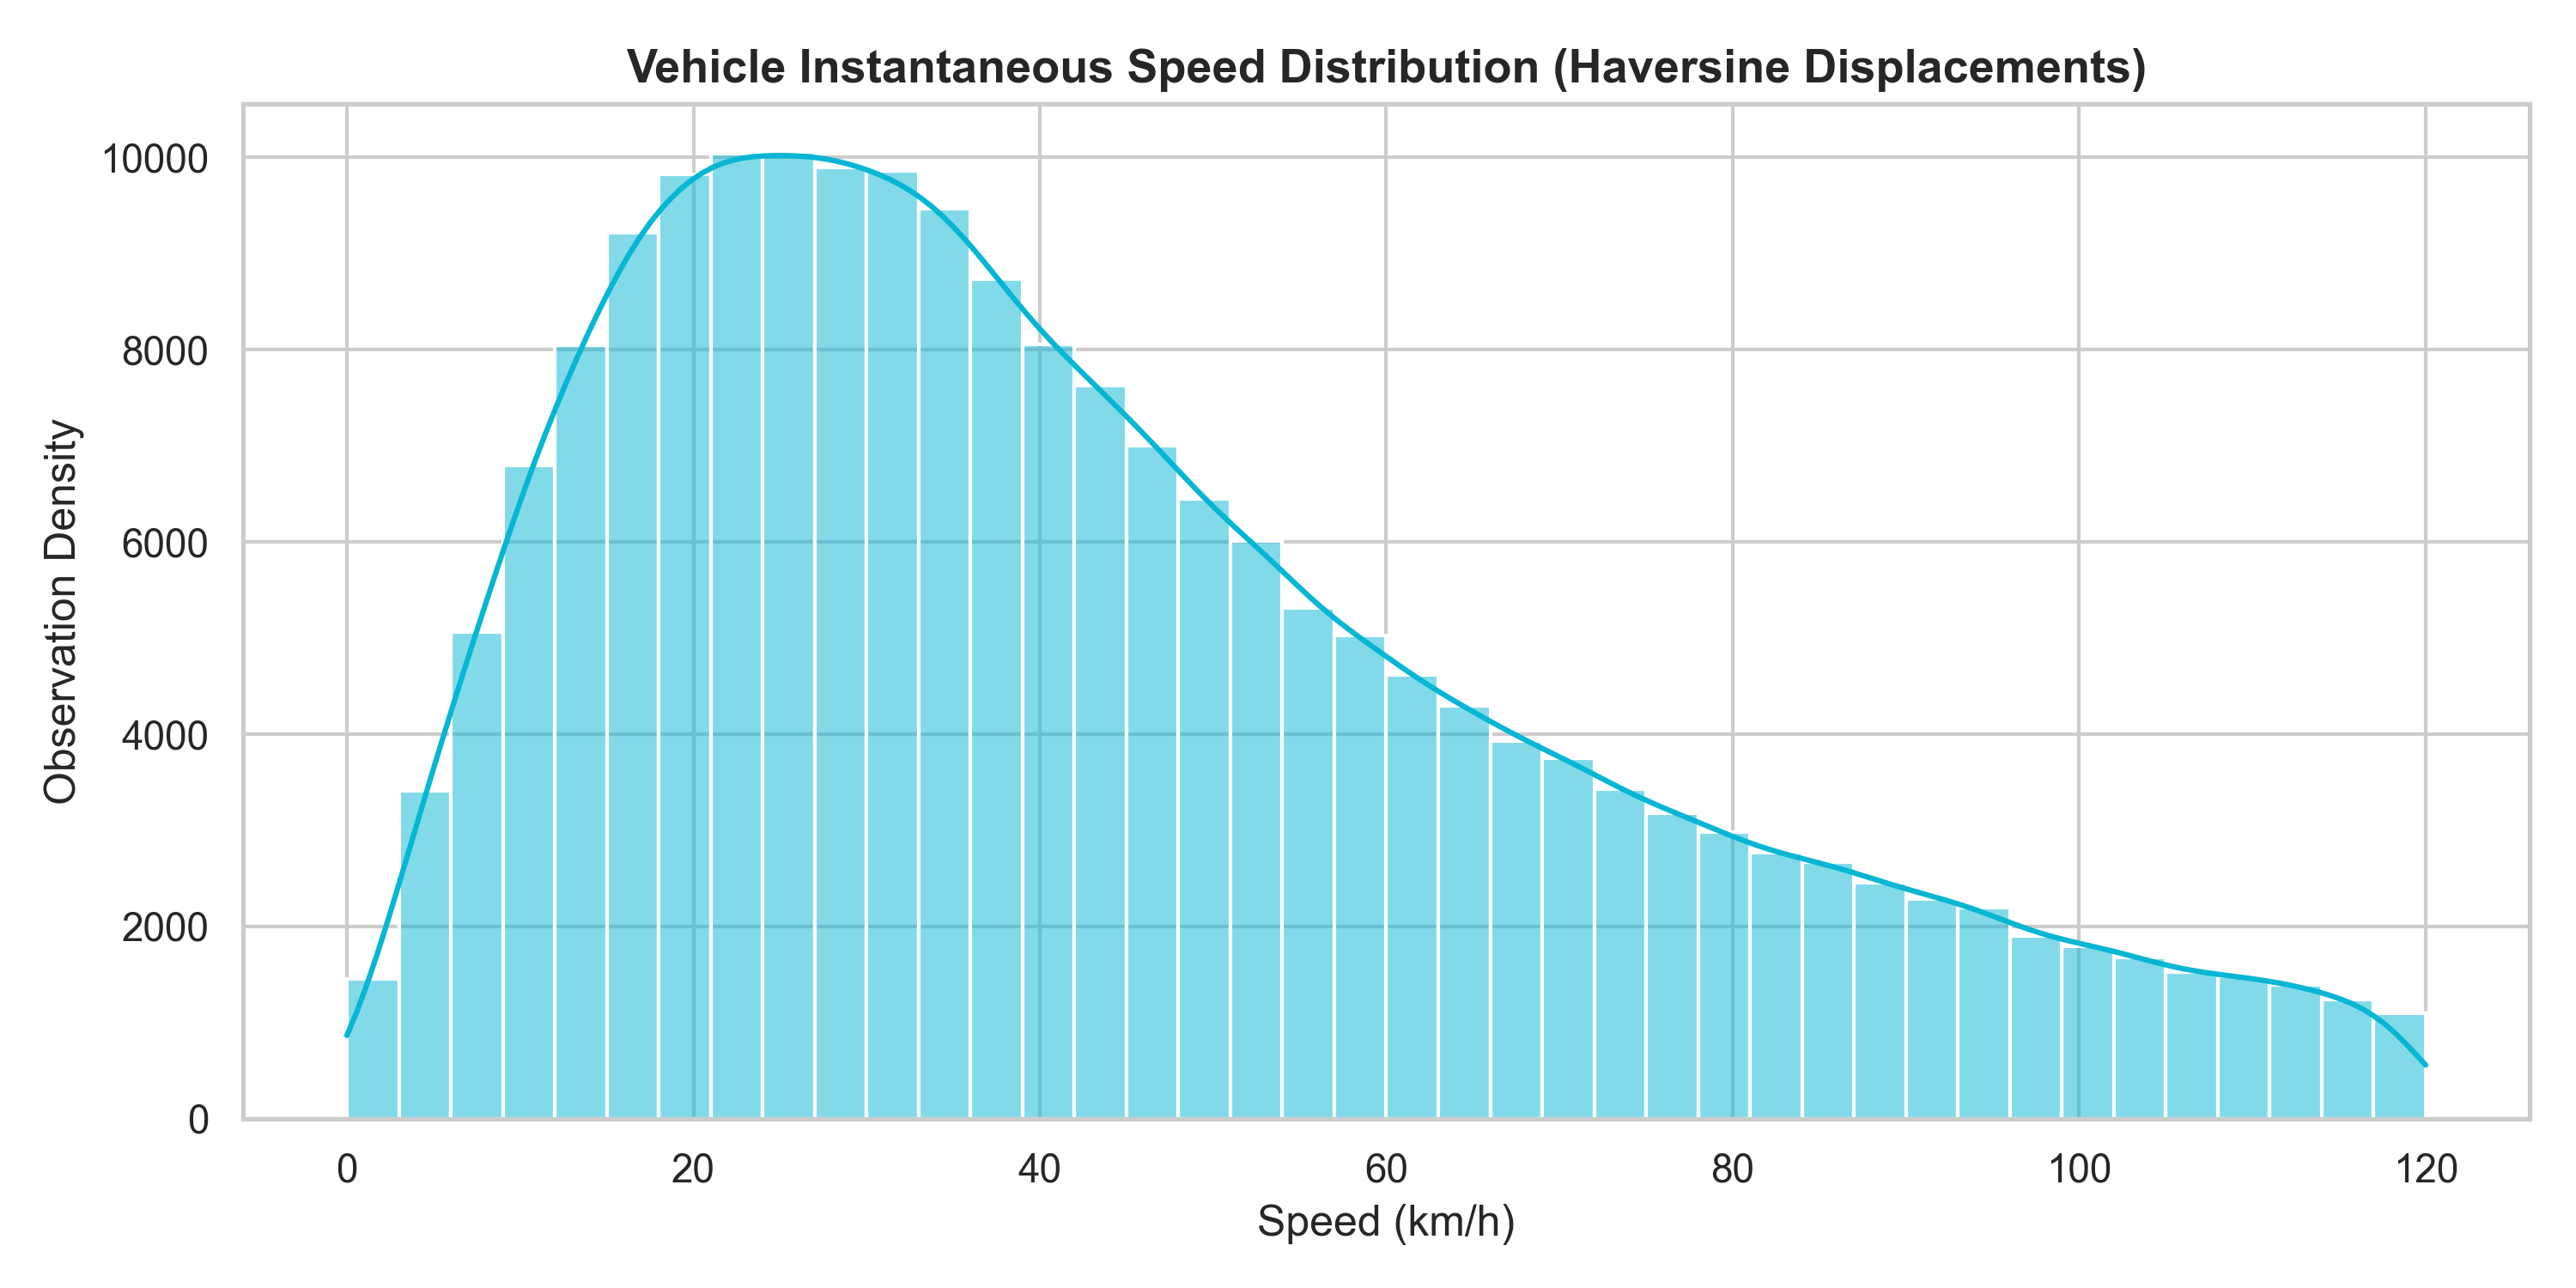 Vehicle Instantaneous Speed Distribution (Haversine Displacements)
10000
8000
6000
4000
2000
0
Observation Density
0 20 40 60 80 100 120
Speed (km/h)